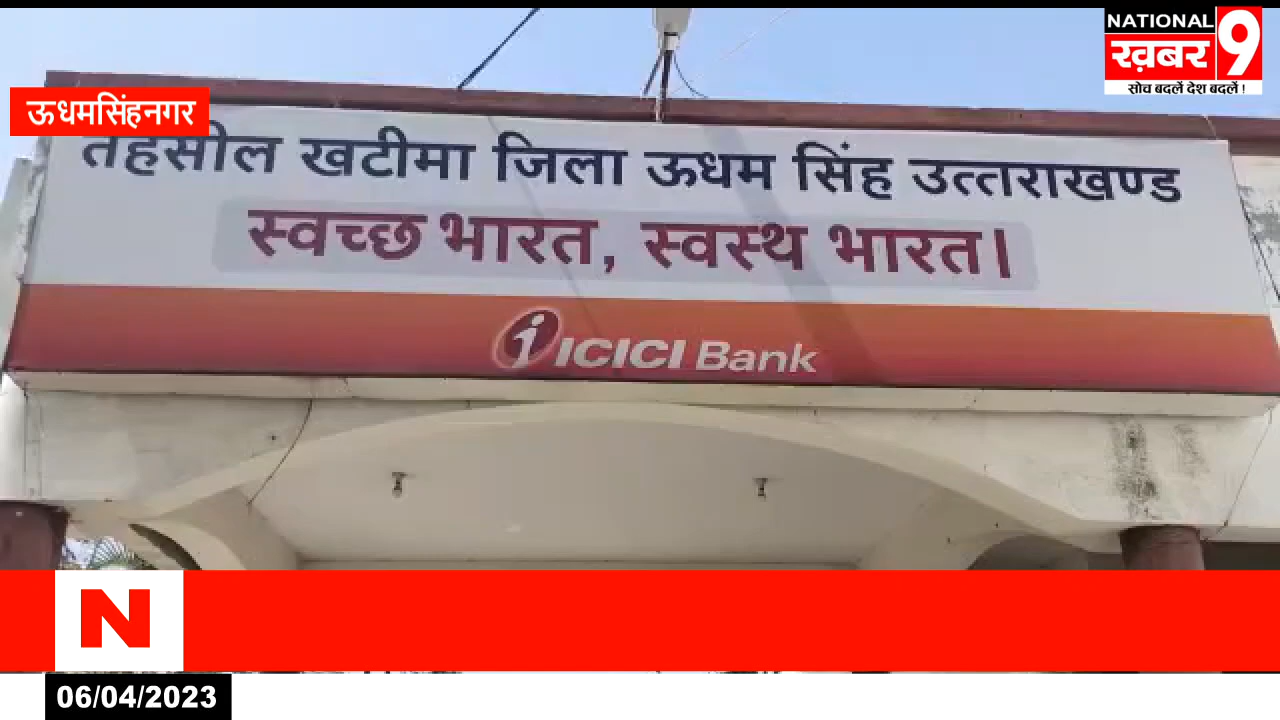 NATIONAL
ख़बर 9
सोच बदलें देश बदलें !
ऊधमसिंहनगर
तहसील खटीमा जिला ऊधम सिंह उत्तराखण्ड
स्वच्छ भारत, स्वस्थ भारत।
i ICICI Bank
N
06/04/2023